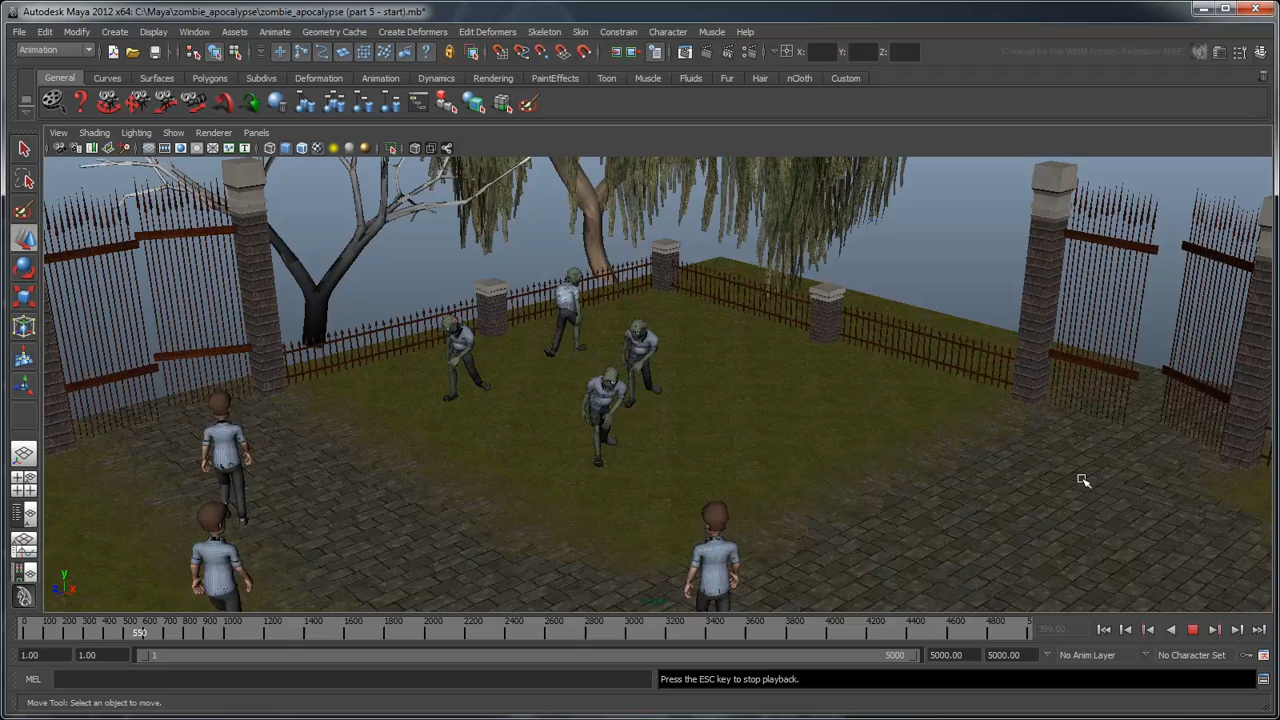 Autodesk Maya 2012 x64: C:\Maya\zombie_apocalypse\zombie_apocalypse (part 5 - start).mb*
File Edit Modify Create Display Window Assets Animate Geometry Cache Create Deformers Edit Deformers Skeleton Skin Constrain Character Muscle Help
Animation X: Y: Z:
General Curves Surfaces Polygons Subdivs Deformation Animation Dynamics Rendering PaintEffects Toon Muscle Fluids Fur Hair nCloth Custom
View Shading Lighting Show Renderer Panels
y
z x
0 100 200 300 400 500 600 700 800 900 1000 1200 1400 1600 1800 2000 2200 2400 2600 2800 3000 3200 3400 3600 3800 4000 4200 4400 4600 4800 5
550
399.00
1.00 1.00 1 5000 5000.00 5000.00 No Anim Layer No Character Set
MEL Press the ESC key to stop playback.
Move Tool: Select an object to move.